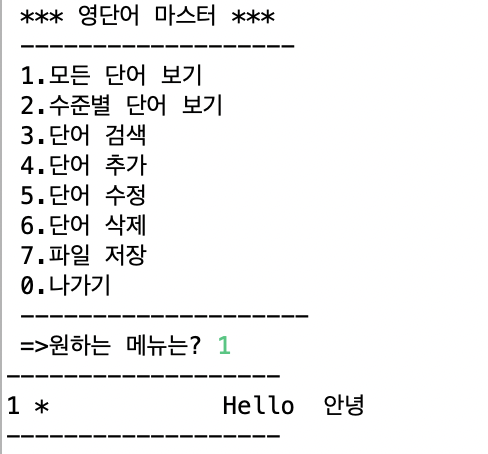 *** 영단어 마스터 ***
--------------------
1.모든 단어 보기
2.수준별 단어 보기
3.단어 검색
4.단어 추가
5.단어 수정
6.단어 삭제
7.파일 저장
0.나가기
---------------------
=>원하는 메뉴는? 1
--------------------
1 * Hello 안녕
--------------------